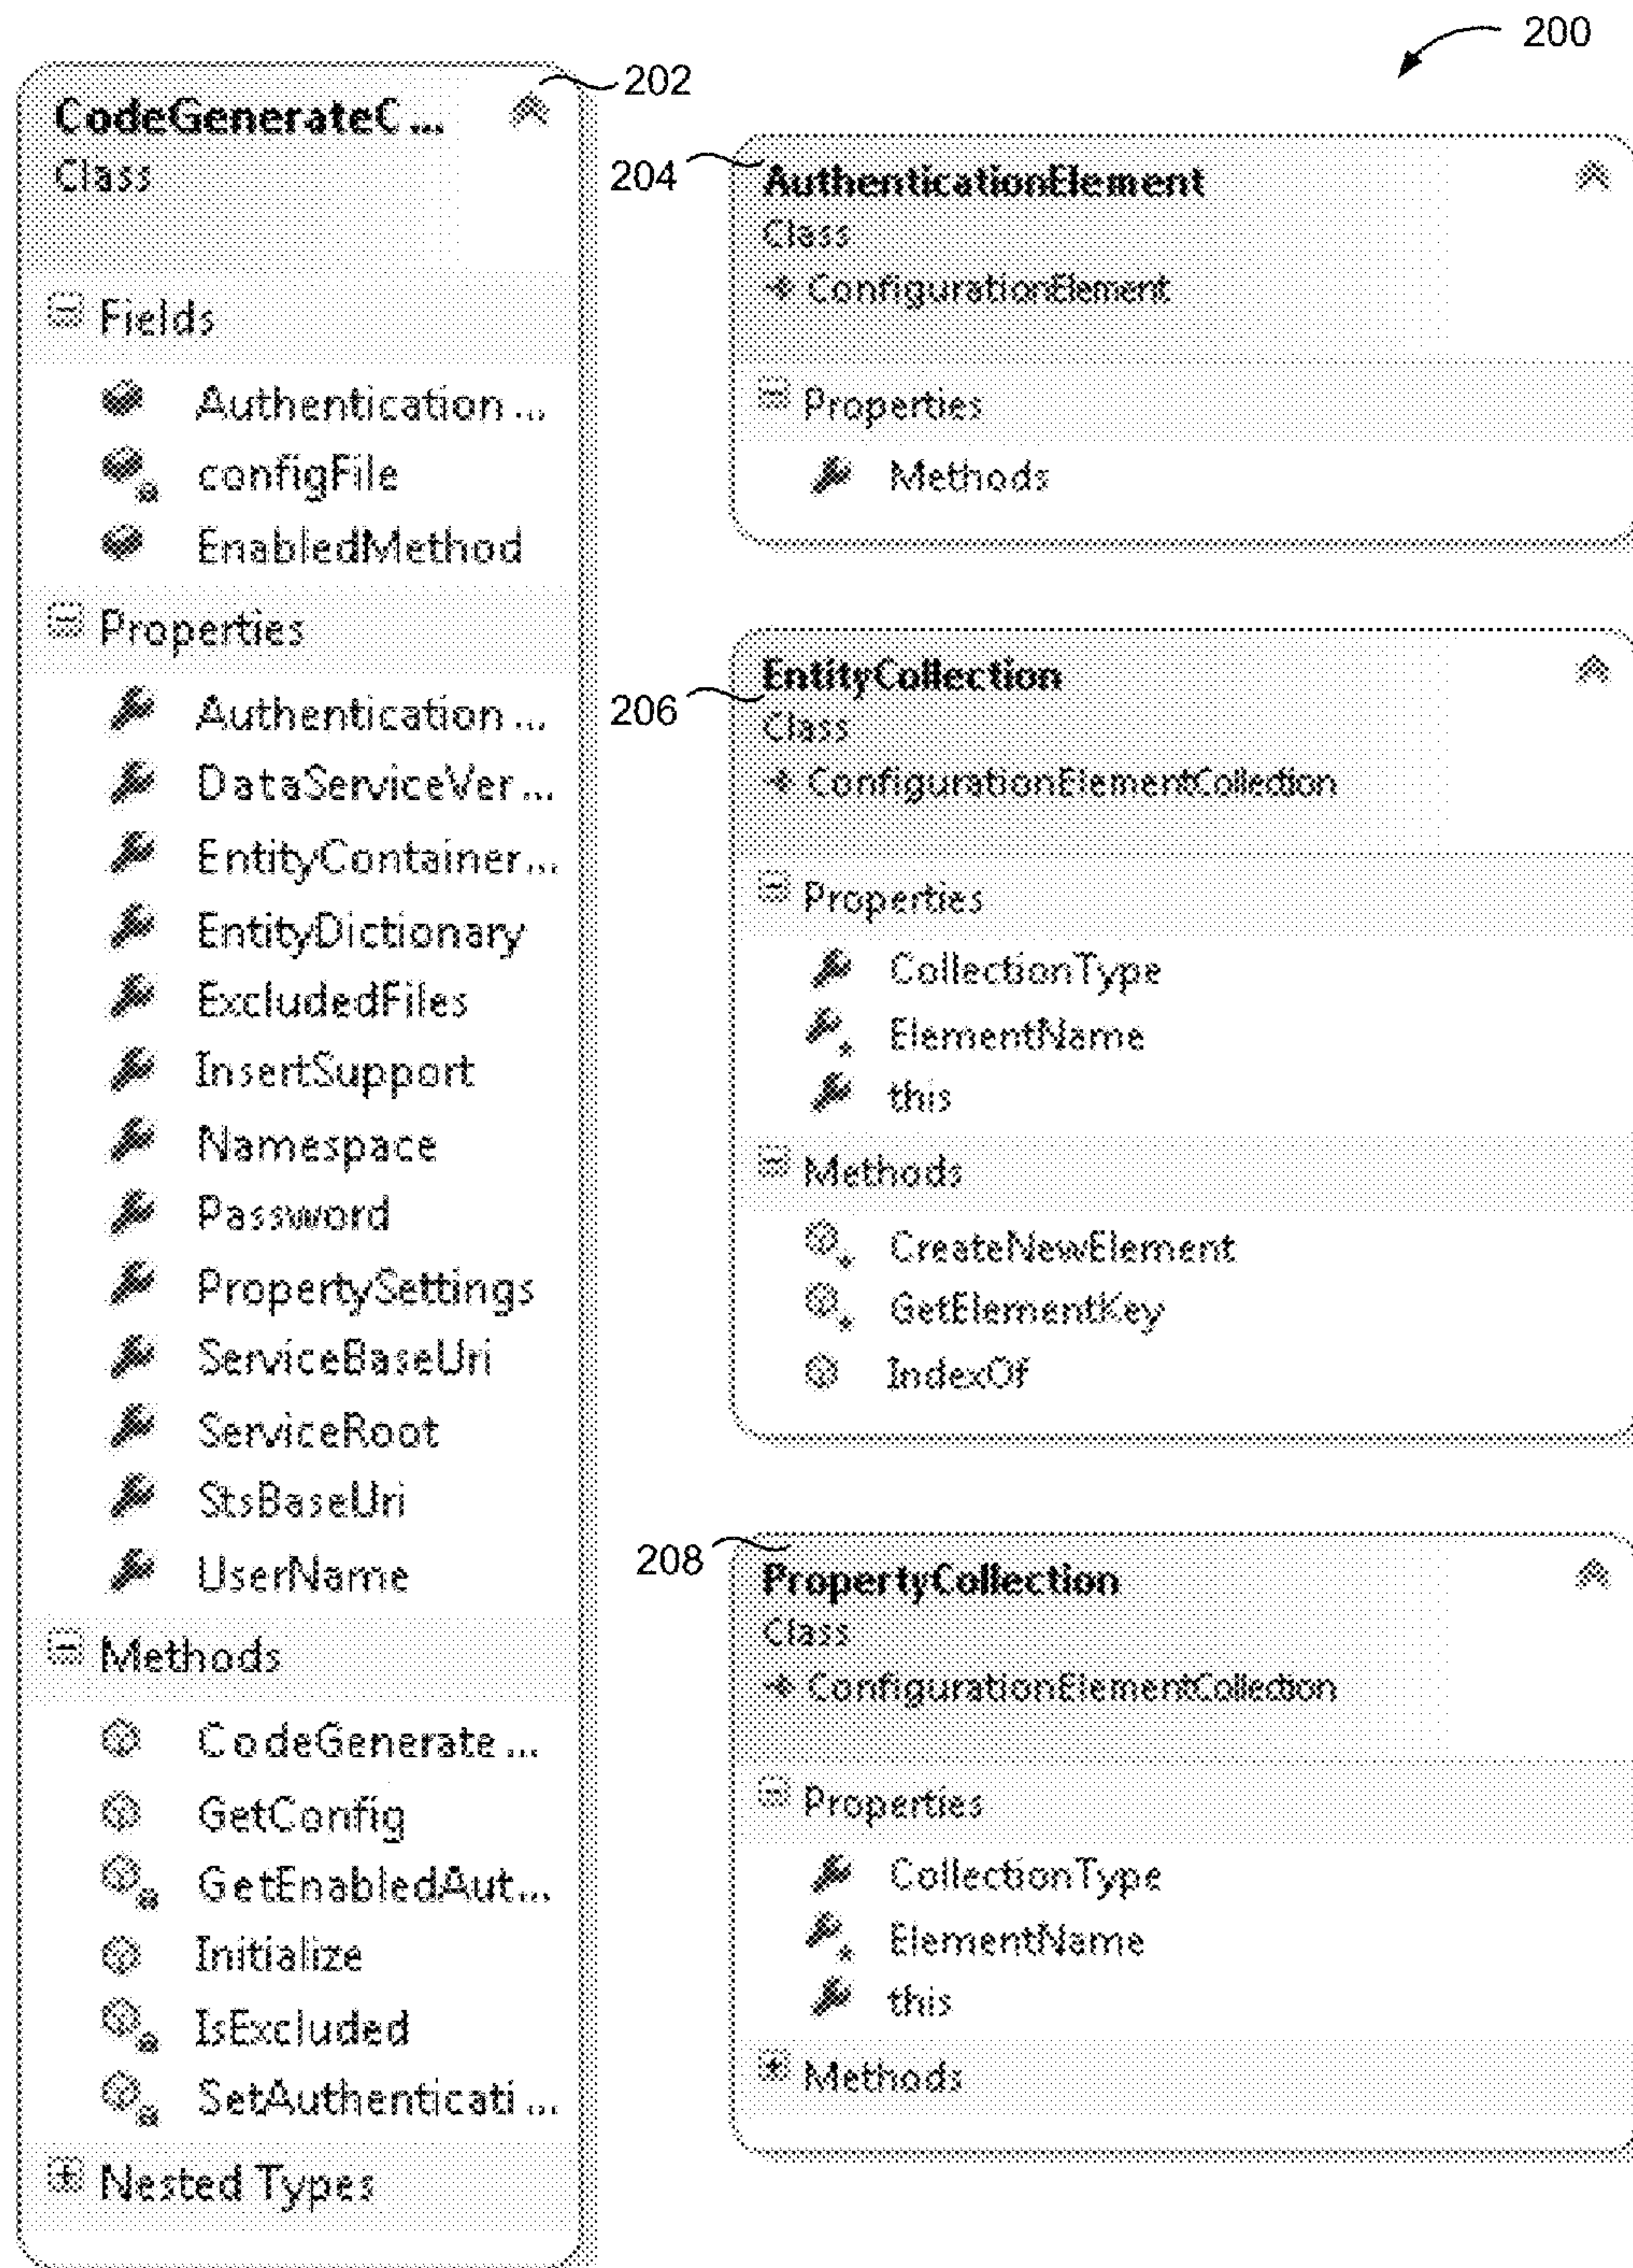 200
202
CodeGenerateC...
Class
Fields
Authentication...
configFile
EnabledMethod
Properties
Authentication...
DataServiceVer...
EntityContainer...
EntityDictionary
ExcludedFiles
InsertSupport
Namespace
Password
PropertySettings
ServiceBaseUri
ServiceRoot
StsBaseUri
UserName
Methods
CodeGenerate...
GetConfig
GetEnabledAut...
Initialize
IsExcluded
SetAuthenticati...
Nested Types
204
AuthenticationElement
Class
ConfigurationElement
Properties
Methods
206
EntityCollection
Class
ConfigurationElementCollection
Properties
CollectionType
ElementName
this
Methods
CreateNewElement
GetElementKey
IndexOf
208
PropertyCollection
Class
ConfigurationElementCollection
Properties
CollectionType
ElementName
this
Methods